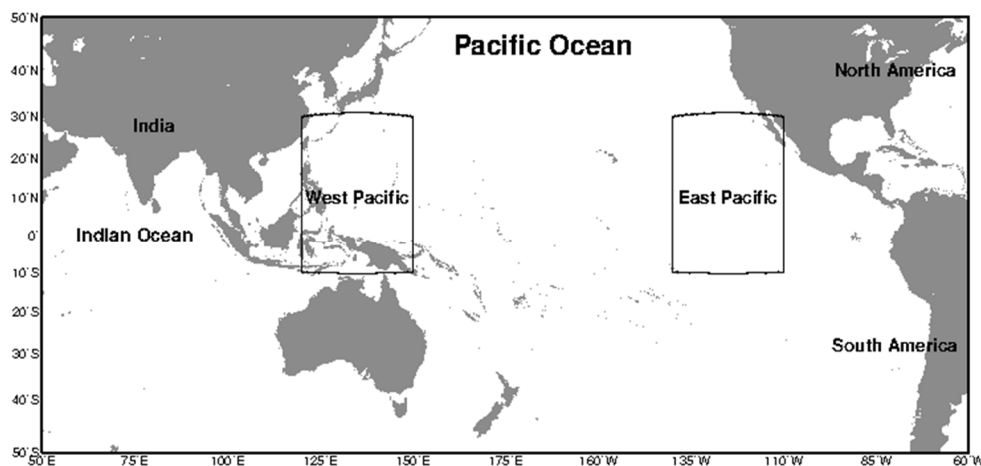 50°N
Pacific Ocean
40°N
North America
30°N
India
20°N
10°N
West Pacific
East Pacific
0°
Indian Ocean
10°S
20°S
30°S
South America
40°S
50°S
50°E 75°E 100°E 125°E 150°E 175°E 160°W 135°W 110°W 85°W 60°W